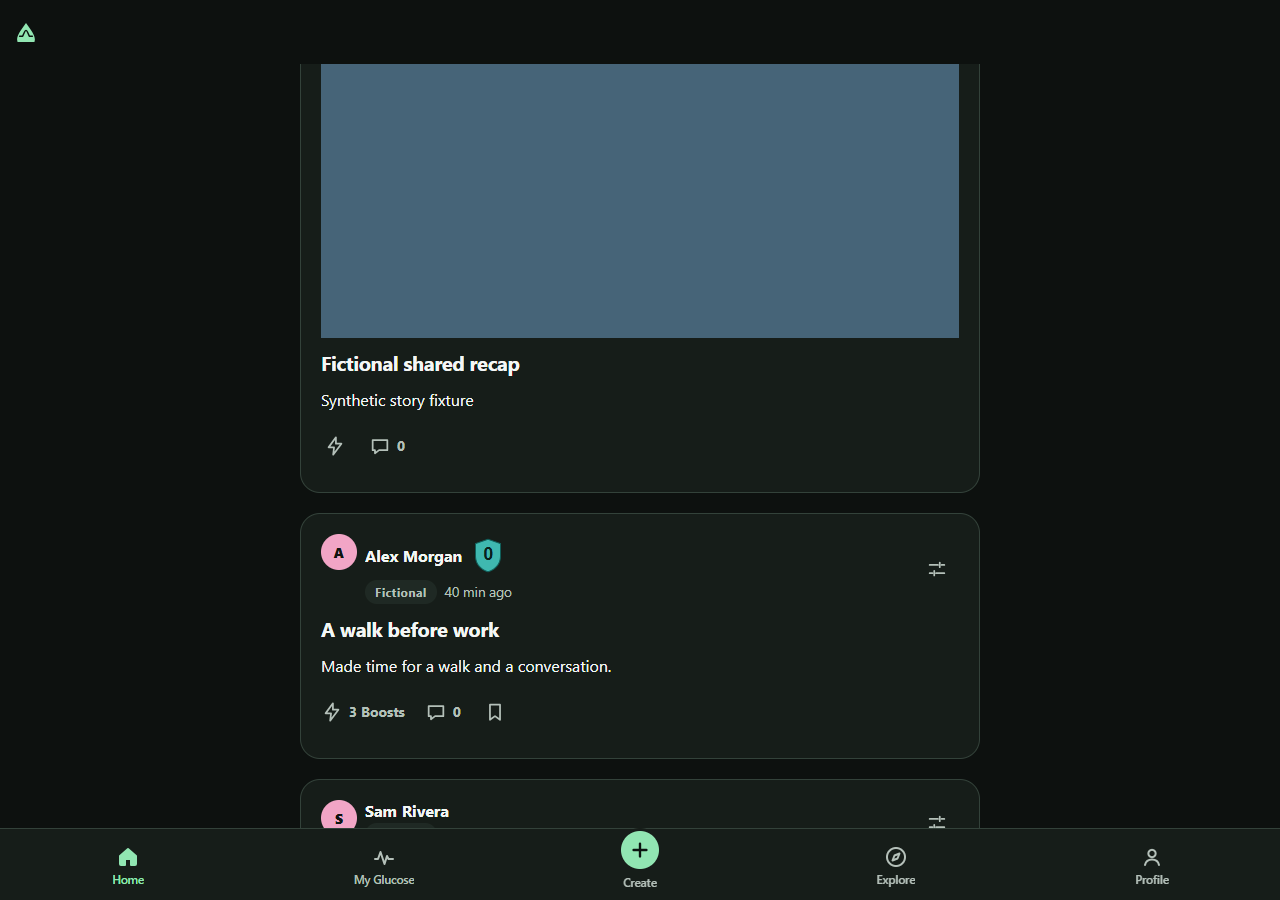 Fictional shared recap
Synthetic story fixture
0
A
Alex Morgan
0
Fictional
40 min ago
A walk before work
Made time for a walk and a conversation.
3 Boosts
0
S
Sam Rivera
Home
My Glucose
Create
Explore
Profile